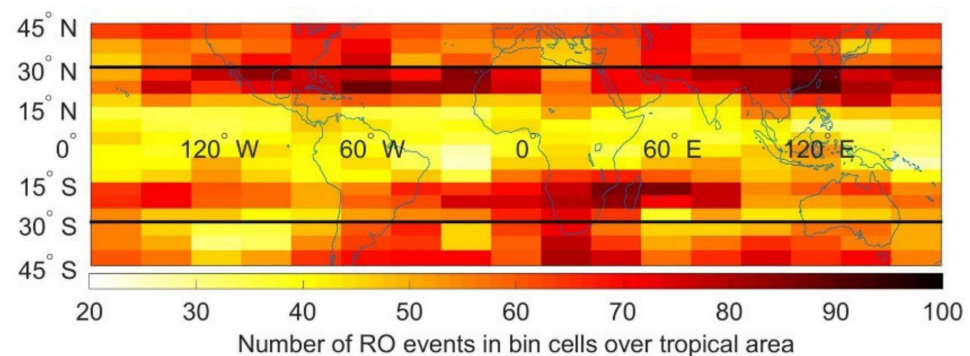 45° N
30° N
15° N
0° 120° W 60° W 0° 60° E 120° E
15° S
30° S
45° S
20 30 40 50 60 70 80 90 100
Number of RO events in bin cells over tropical area